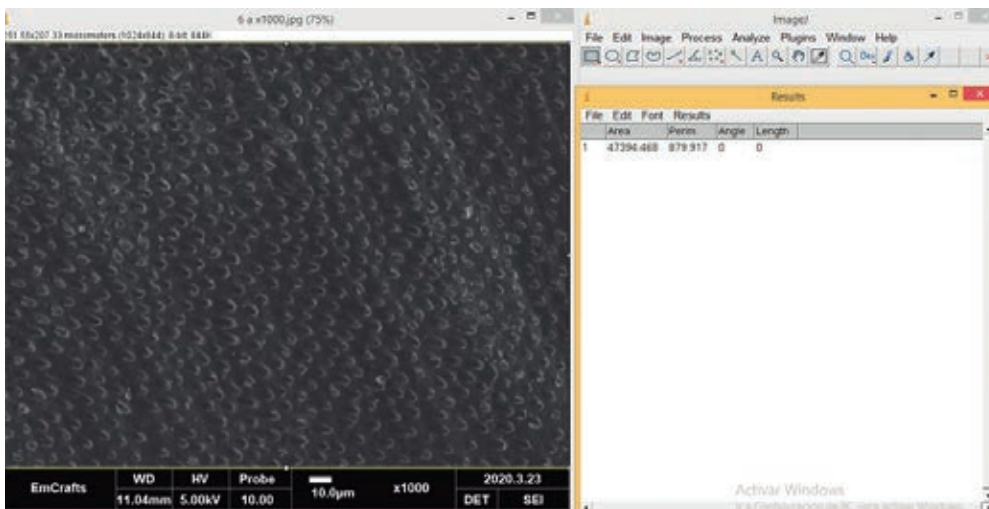 6 a x1000.jpg (75%)
ImageJ
File Edit Image Process Analyze Plugins Window Help
Results
File Edit Font Results
Area Perim. Angle Length
1 47394.468 879.917 0 0
EmCrafts
WD HV Probe
11.04mm 5.00kV 10.00
10.0µm
x1000
2020.3.23
DET SEI
Activar Windows